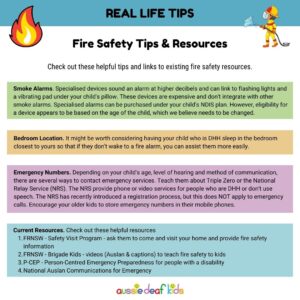 REAL LIFE TIPS
Fire Safety Tips & Resources
Check out these helpful tips and links to existing fire safety resources.
Smoke Alarms. Specialised devices sound an alarm at higher decibels and can link to flashing lights and
a vibrating pad under your child's pillow. These devices are expensive and don't integrate with other
smoke alarms. Specialised alarms can be purchased under your child's NDIS plan. However, eligibility for
a device appears to be based on the age of the child, which we believe needs to be changed.
Bedroom Location. It might be worth considering having your child who is DHH sleep in the bedroom
closest to yours so that if they don't wake to a fire alarm, you can assist them more easily.
Emergency Numbers. Depending on your child's age, level of hearing and method of communication,
there are several ways to contact emergency services. Teach them about Triple Zero or the National
Relay Service (NRS). The NRS provide phone or video services for people who are DHH or don't use
speech. The NRS has recently introduced a registration process, but this does NOT apply to emergency
calls. Encourage your older kids to store emergency numbers in their mobile phones.
Current Resources. Check out these helpful resources
1. FRNSW - Safety Visit Program - ask them to come and visit your home and provide fire safety
information
2. FRNSW - Brigade Kids - videos (Auslan & captions) to teach fire safety to kids
3. P-CEP - Person-Centred Emergency Preparedness for people with a disability
4. National Auslan Communications for Emergency
aussie deaf kids